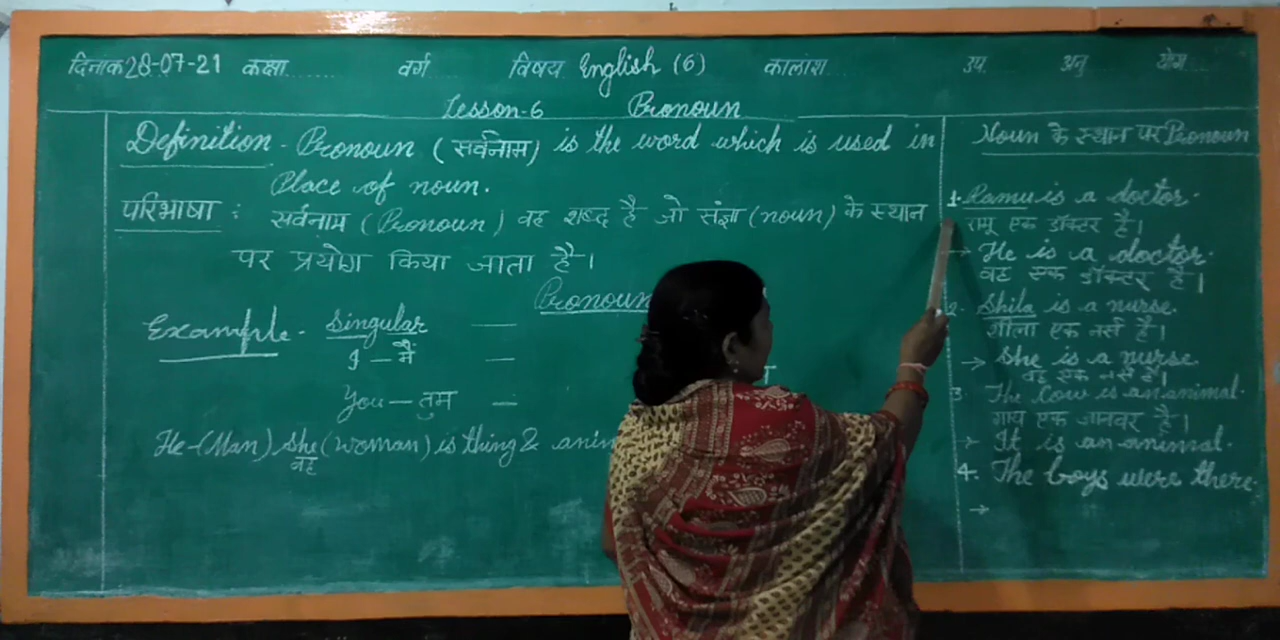 दिनाक 28-07-21 कक्षा....... वर्ग ....... विषय English (6) कालांश....... उप अनु योग
Lesson-6 Pronoun
Definition - Pronoun (सर्वनाम) is the word which is used in
Place of noun.
परिभाषा : सर्वनाम (Pronoun) वह शब्द है जो संज्ञा (noun) के स्थान
पर प्रयोग किया जाता है।
Pronoun
Example - Singular —
I — मैं —
You — तुम —
He - (Man) She (woman) is thing & anim
वह
Noun के स्थान पर Pronoun
1. Ramu is a doctor.
रामू एक डॉक्टर है।
→ He is a doctor.
वह एक डॉक्टर है।
2. Shila is a nurse.
शीला एक नर्स है।
→ She is a nurse.
वह एक नर्स है।
3. The Cow is an animal.
गाय एक जानवर है।
→ It is an animal.
4. The boys were there.
→